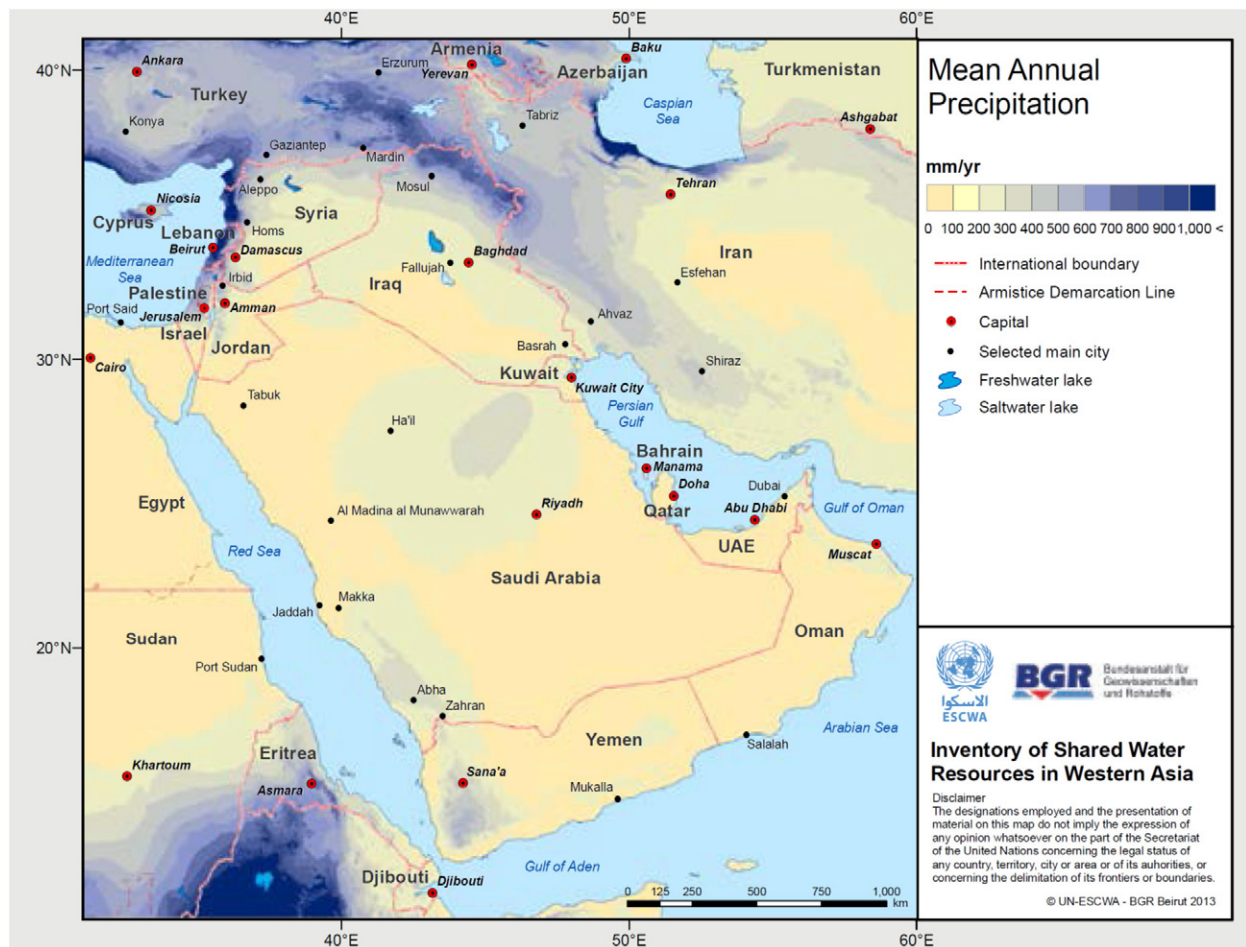 40°E
50°E
60°E
40°N
30°N
20°N
40°E
50°E
60°E
Ankara
Erzurum
Armenia
Yerevan
Baku
Azerbaijan
Turkmenistan
Turkey
Caspian
Sea
Konya
Tabriz
Ashgabat
Gaziantep
Mardin
Aleppo
Mosul
Tehran
Nicosia
Cyprus
Syria
Lebanon
Homs
Beirut
Damascus
Baghdad
Iran
Mediterranean
Sea
Fallujah
Esfehan
Irbid
Iraq
Palestine
Port Said
Amman
Ahvaz
Jerusalem
Israel
Jordan
Basrah
Cairo
Kuwait
Shiraz
Kuwait City
Tabuk
Persian
Gulf
Ha'il
Bahrain
Manama
Doha
Dubai
Egypt
Al Madina al Munawwarah
Riyadh
Qatar
Abu Dhabi
Gulf of Oman
UAE
Red Sea
Muscat
Saudi Arabia
Makka
Jaddah
Sudan
Oman
Port Sudan
Abha
Zahran
Arabian Sea
Yemen
Salalah
Eritrea
Khartoum
Sana'a
Asmara
Mukalla
Gulf of Aden
Djibouti
Djibouti
0 125 250 500 750 1,000
km
Mean Annual
Precipitation
mm/yr
0 100 200 300 400 500 600 700 800 900 1,000 <
International boundary
Armistice Demarcation Line
Capital
Selected main city
Freshwater lake
Saltwater lake
الاسكوا
ESCWA
BGR
Bundesanstalt für
Geowissenschaften
und Rohstoffe
Inventory of Shared Water
Resources in Western Asia
Disclaimer
The designations employed and the presentation of
material on this map do not imply the expression of
any opinion whatsoever on the part of the Secretariat
of the United Nations concerning the legal status of
any country, territory, city or area or of its auhorities, or
concerning the delimitation of its frontiers or boundaries.
© UN-ESCWA - BGR Beirut 2013